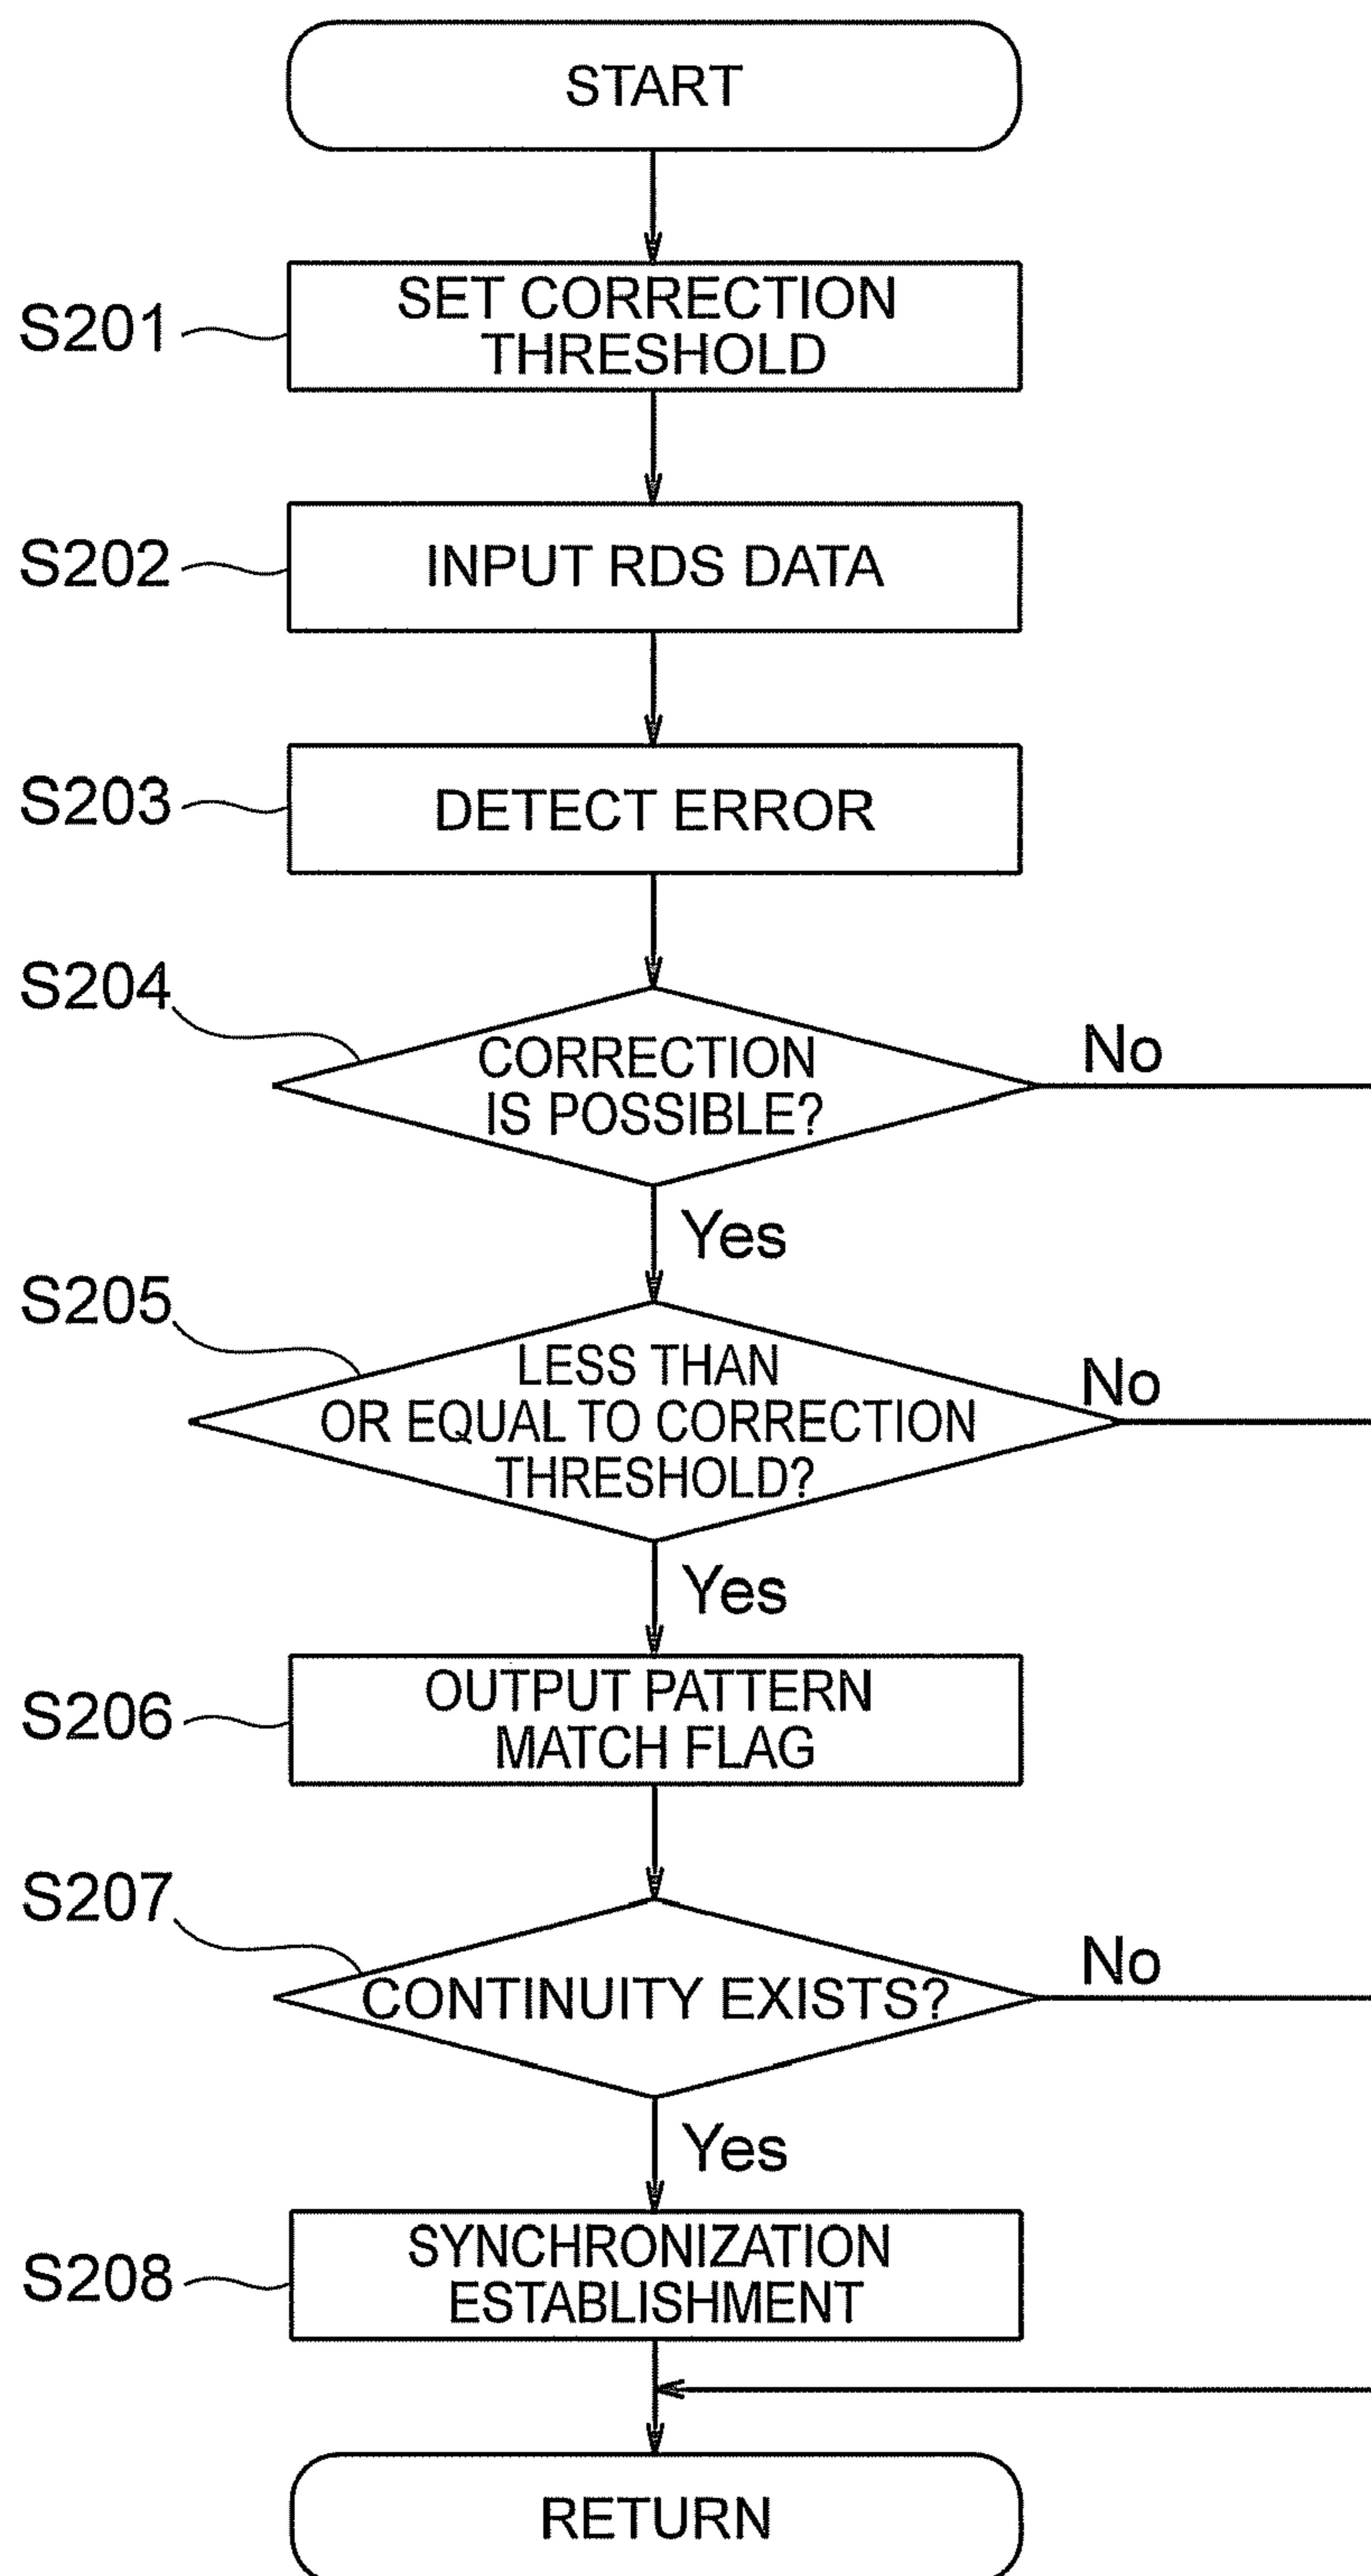 START
S201
SET CORRECTION
THRESHOLD
S202
INPUT RDS DATA
S203
DETECT ERROR
S204
CORRECTION
IS POSSIBLE?
No
Yes
S205
LESS THAN
OR EQUAL TO CORRECTION
THRESHOLD?
No
Yes
S206
OUTPUT PATTERN
MATCH FLAG
S207
CONTINUITY EXISTS?
No
Yes
S208
SYNCHRONIZATION
ESTABLISHMENT
RETURN